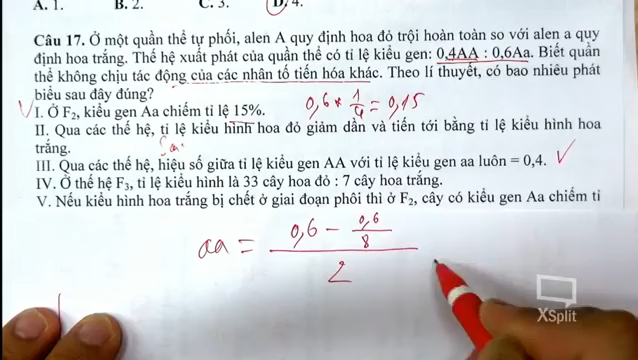 A. 1. B. 2. C. 3. D. 4.
Câu 17. Ở một quần thể tự phối, alen A quy định hoa đỏ trội hoàn toàn so với alen a quy
định hoa trắng. Thế hệ xuất phát của quần thể có tỉ lệ kiểu gen: 0,4AA : 0,6Aa. Biết quần
thể không chịu tác động của các nhân tố tiến hóa khác. Theo lí thuyết, có bao nhiêu phát
biểu sau đây đúng?
I. Ở F2, kiểu gen Aa chiếm tỉ lệ 15%. 0,6 × 1/4 = 0,15
II. Qua các thế hệ, tỉ lệ kiểu hình hoa đỏ giảm dần và tiến tới bằng tỉ lệ kiểu hình hoa
trắng.
III. Qua các thế hệ, hiệu số giữa tỉ lệ kiểu gen AA với tỉ lệ kiểu gen aa luôn = 0,4.
IV. Ở thế hệ F3, tỉ lệ kiểu hình là 33 cây hoa đỏ : 7 cây hoa trắng.
V. Nếu kiểu hình hoa trắng bị chết ở giai đoạn phôi thì ở F2, cây có kiểu gen Aa chiếm tỉ
0,6 - 0,6/8
aa =
2
XSplit